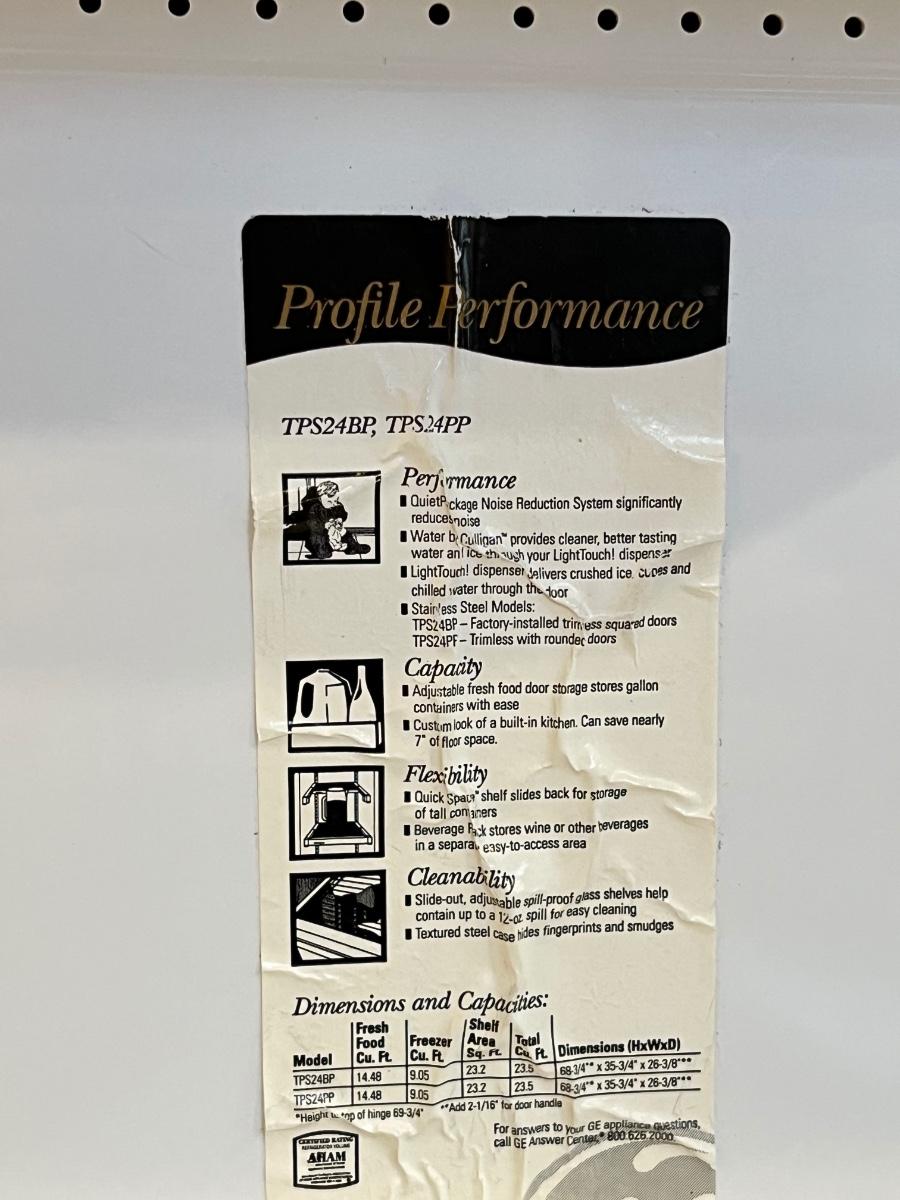 Profile Performance
TPS24BP, TPS24PP
Performance
QuietPackage Noise Reduction System significantly
reduces noise
Water by Culligan™ provides cleaner, better tasting
water and ice through your LightTouch! dispenser
LightTouch! dispenser delivers crushed ice, cubes and
chilled water through the door
Stainless Steel Models:
TPS24BP – Factory-installed trimless squared doors
TPS24PP – Trimless with rounded doors
Capacity
Adjustable fresh food door storage stores gallon
containers with ease
Custom look of a built-in kitchen. Can save nearly
7" of floor space.
Flexibility
Quick Space™ shelf slides back for storage
of tall containers
Beverage Rack stores wine or other beverages
in a separate easy-to-access area
Cleanability
Slide-out, adjustable spill-proof glass shelves help
contain up to a 12-oz spill for easy cleaning
Textured steel case hides fingerprints and smudges
Dimensions and Capacities:
Model Fresh Food Cu. Ft. Freezer Cu. Ft. Shelf Area Sq. Ft. Total Cu. Ft. Dimensions (HxWxD)
TPS24BP 14.48 9.05 23.2 23.5 68-3/4"* x 35-3/4" x 26-3/8"**
TPS24PP 14.48 9.05 23.2 23.5 68-3/4"* x 35-3/4" x 26-3/8"**
*Height to top of hinge 69-3/4" **Add 2-1/16" for door handle
For answers to your GE appliance questions,
call GE Answer Center,® 800.626.2000.
CERTIFIED RATING
REFRIGERATOR VOLUME
AHAM